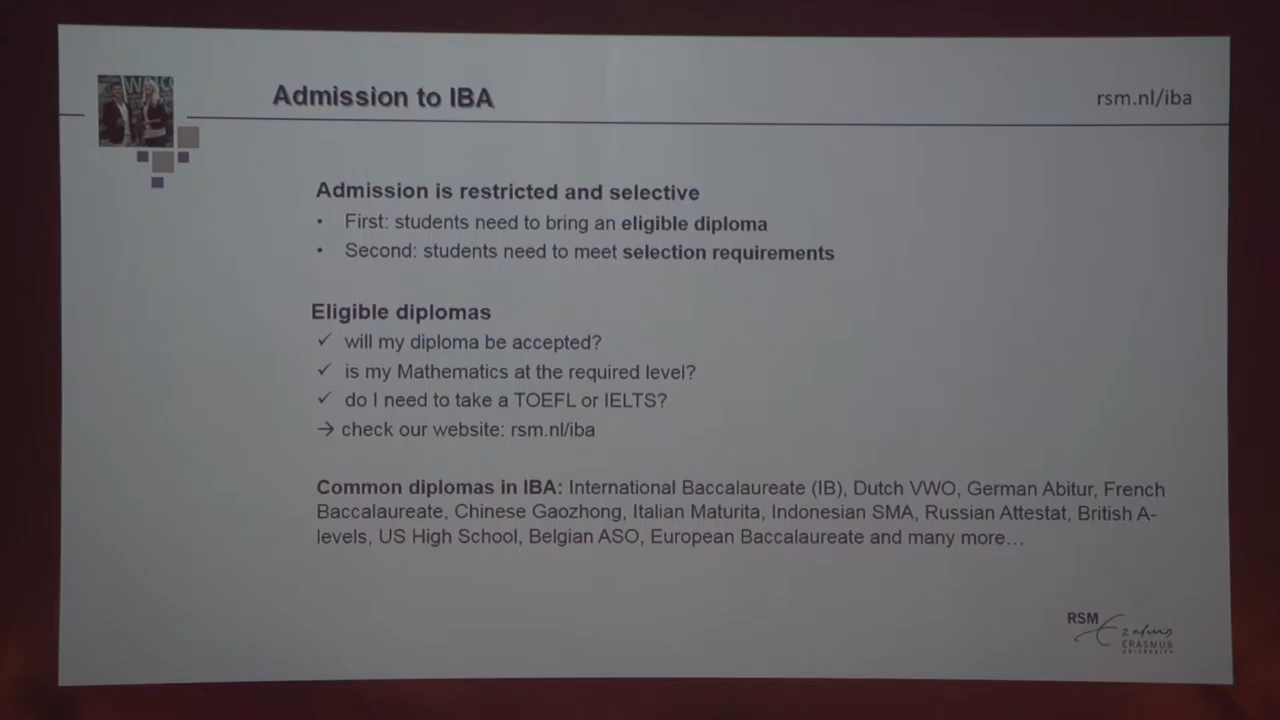 Admission to IBA
rsm.nl/iba
Admission is restricted and selective
• First: students need to bring an eligible diploma
• Second: students need to meet selection requirements
Eligible diplomas
✓ will my diploma be accepted?
✓ is my Mathematics at the required level?
✓ do I need to take a TOEFL or IELTS?
→ check our website: rsm.nl/iba
Common diplomas in IBA: International Baccalaureate (IB), Dutch VWO, German Abitur, French
Baccalaureate, Chinese Gaozhong, Italian Maturita, Indonesian SMA, Russian Attestat, British A-
levels, US High School, Belgian ASO, European Baccalaureate and many more…
RSM
Erasmus
ERASMUS
UNIVERSITEIT